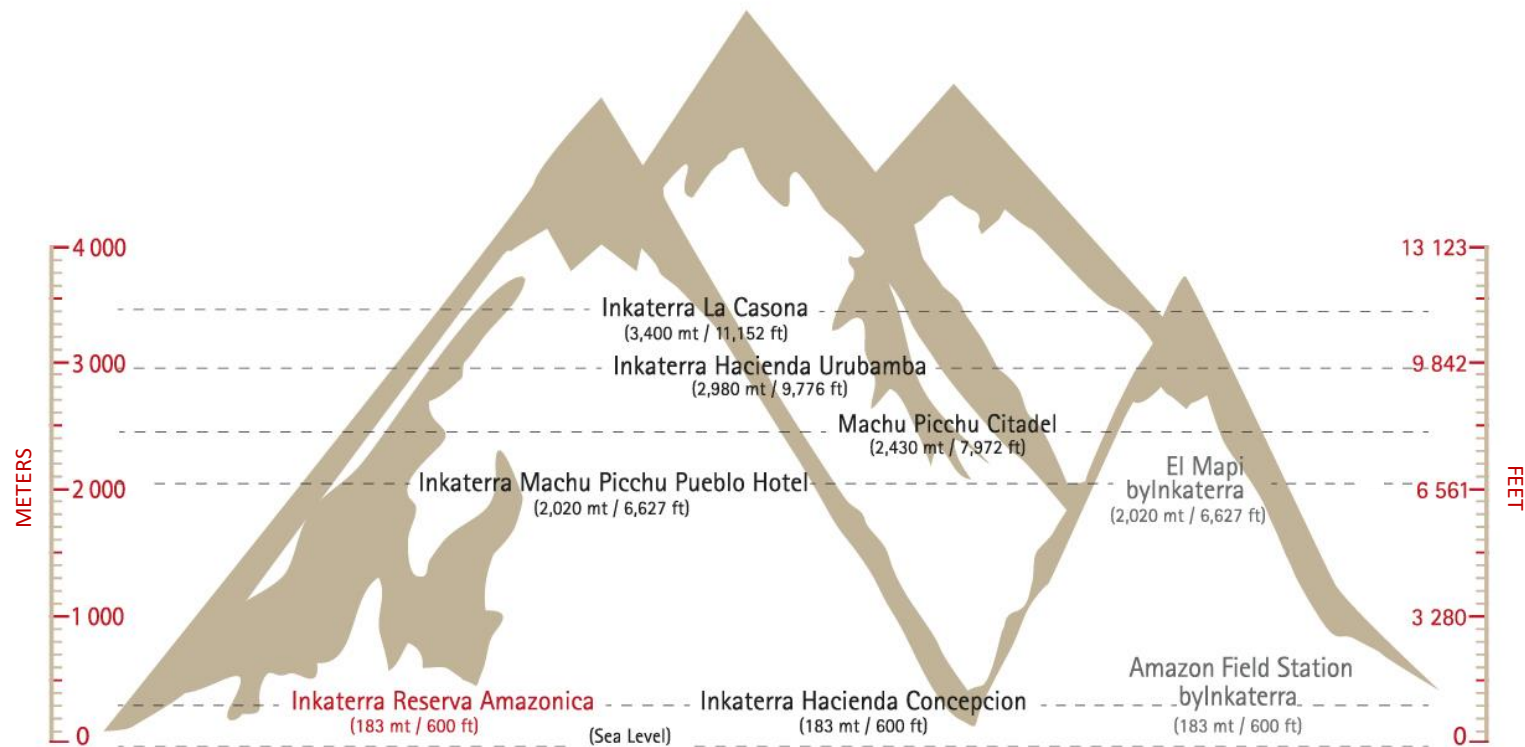 4 000
13 123
Inkaterra La Casona
(3,400 mt / 11,152 ft)
3 000
Inkaterra Hacienda Urubamba
9 842
(2,980 mt / 9,776 ft)
Machu Picchu Citadel
(2,430 mt / 7,972 ft)
METERS
2 000
Inkaterra Machu Picchu Pueblo Hotel
(2,020 mt / 6,627 ft)
El Mapi
byInkaterra
(2,020 mt / 6,627 ft)
6 561
FEET
1 000
3 280
Inkaterra Reserva Amazonica
(183 mt / 600 ft)
Inkaterra Hacienda Concepcion
(183 mt / 600 ft)
Amazon Field Station
byInkaterra
(183 mt / 600 ft)
0
(Sea Level)
0